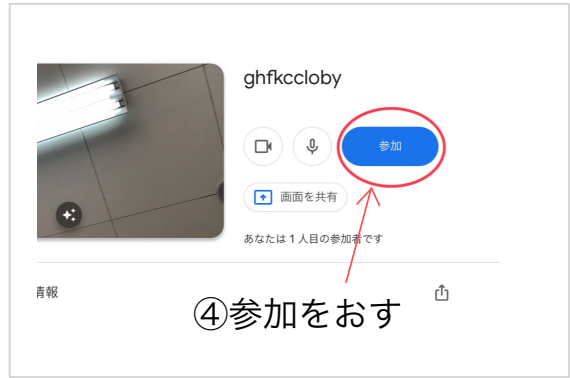 ghfkccloby
参加
画面を共有
あなたは1人目の参加者です
情報
④参加をおす